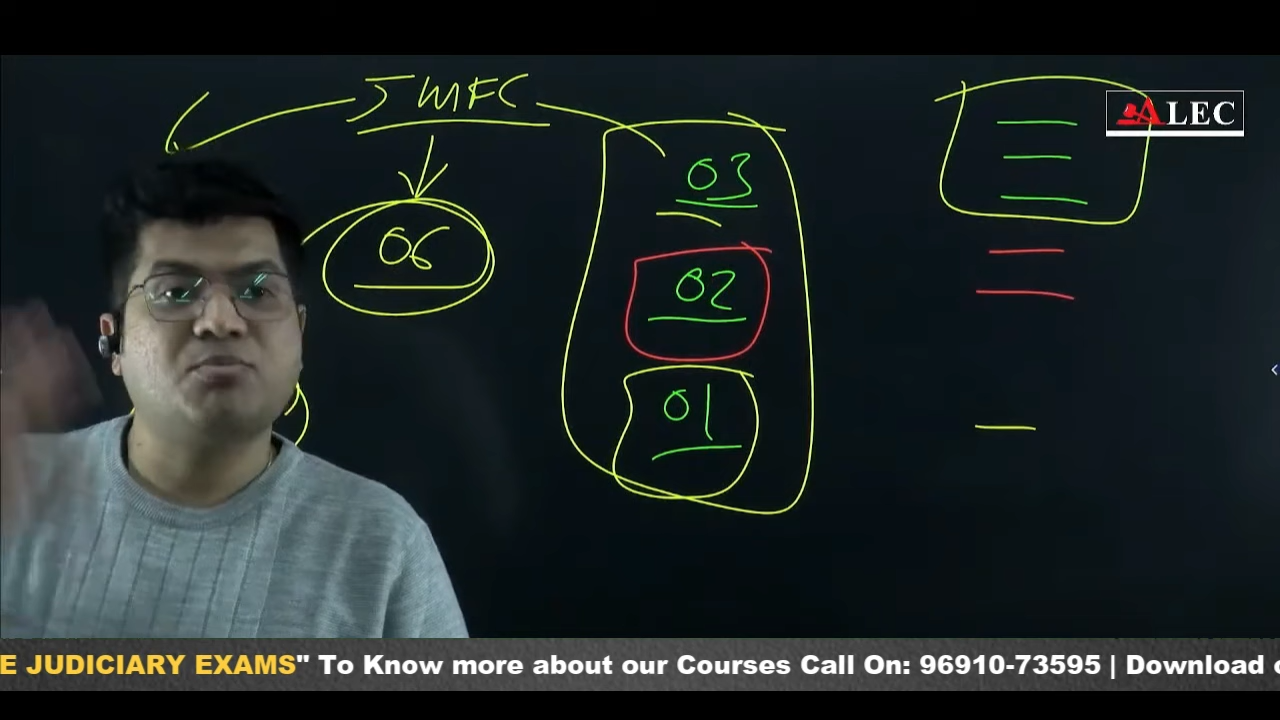 JMFC
ALEC
03
06
02
01
E JUDICIARY EXAMS" To Know more about our Courses Call On: 96910-73595 | Download